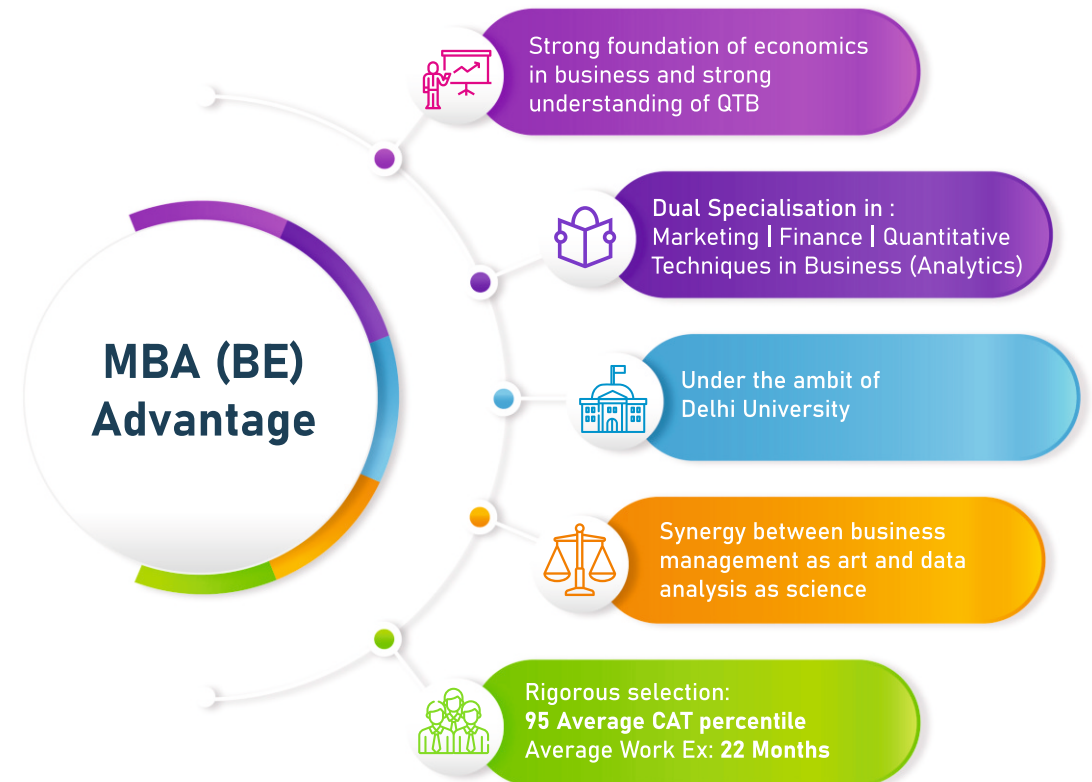 MBA (BE)
Advantage
Strong foundation of economics
in business and strong
understanding of QTB
Dual Specialisation in :
Marketing | Finance | Quantitative
Techniques in Business (Analytics)
Under the ambit of
Delhi University
Synergy between business
management as art and data
analysis as science
Rigorous selection:
95 Average CAT percentile
Average Work Ex: 22 Months